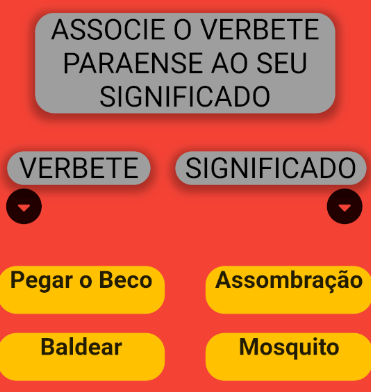 ASSOCIE O VERBETE
PARAENSE AO SEU
SIGNIFICADO
VERBETE
SIGNIFICADO
Pegar o Beco
Assombração
Baldear
Mosquito